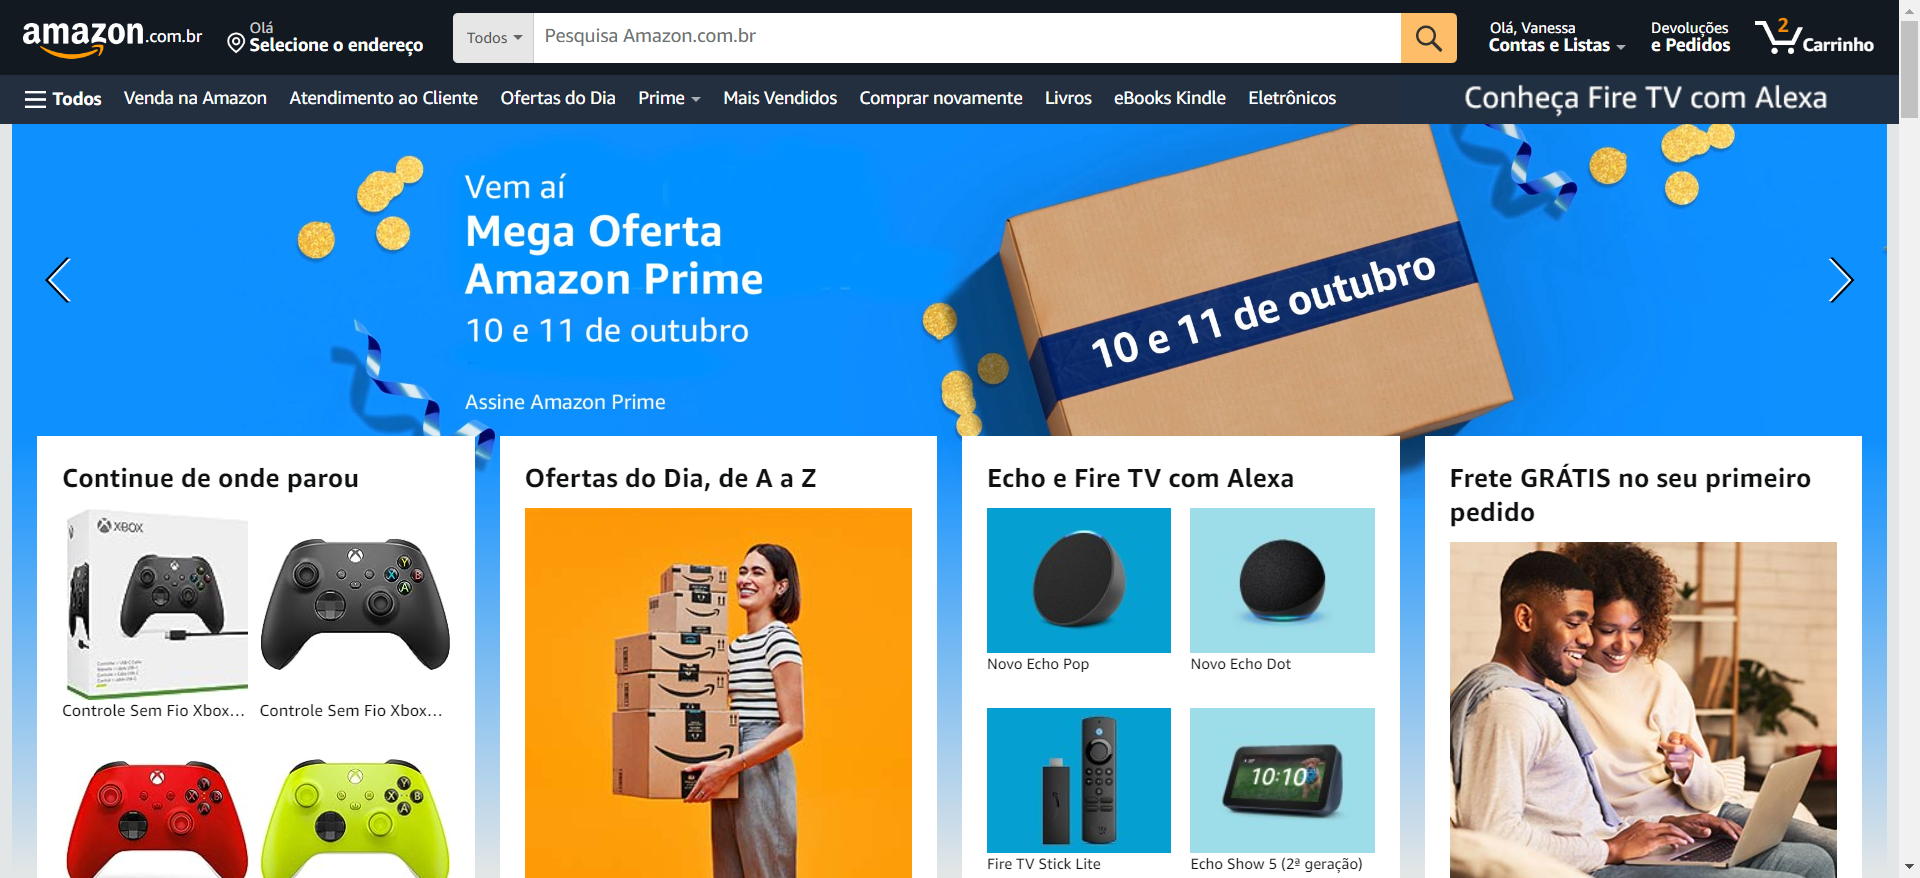 amazon.com.br
Olá
Selecione o endereço
Todos
Pesquisa Amazon.com.br
Olá, Vanessa
Contas e Listas
Devoluções
e Pedidos
2
Carrinho
Todos
Venda na Amazon
Atendimento ao Cliente
Ofertas do Dia
Prime
Mais Vendidos
Comprar novamente
Livros
eBooks Kindle
Eletrônicos
Conheça Fire TV com Alexa
Vem aí
Mega Oferta
Amazon Prime
10 e 11 de outubro
Assine Amazon Prime
10 e 11 de outubro
Continue de onde parou
XBOX
Controle Sem Fio Xbox...
Controle Sem Fio Xbox...
Ofertas do Dia, de A a Z
Echo e Fire TV com Alexa
Novo Echo Pop
Novo Echo Dot
10:10
Fire TV Stick Lite
Echo Show 5 (2ª geração)
Frete GRÁTIS no seu primeiro
pedido